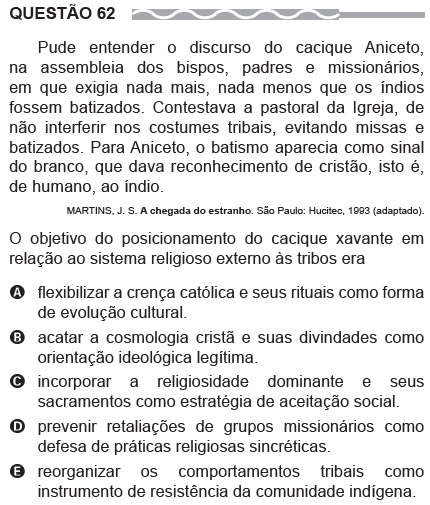 QUESTÃO 62
Pude entender o discurso do cacique Aniceto,
na assembleia dos bispos, padres e missionários,
em que exigia nada mais, nada menos que os índios
fossem batizados. Contestava a pastoral da Igreja, de
não interferir nos costumes tribais, evitando missas e
batizados. Para Aniceto, o batismo aparecia como sinal
do branco, que dava reconhecimento de cristão, isto é,
de humano, ao índio.
MARTINS, J. S. A chegada do estranho. São Paulo: Hucitec, 1993 (adaptado).
O objetivo do posicionamento do cacique xavante em
relação ao sistema religioso externo às tribos era
A flexibilizar a crença católica e seus rituais como forma
de evolução cultural.
B acatar a cosmologia cristã e suas divindades como
orientação ideológica legítima.
C incorporar a religiosidade dominante e seus
sacramentos como estratégia de aceitação social.
D prevenir retaliações de grupos missionários como
defesa de práticas religiosas sincréticas.
E reorganizar os comportamentos tribais como
instrumento de resistência da comunidade indígena.